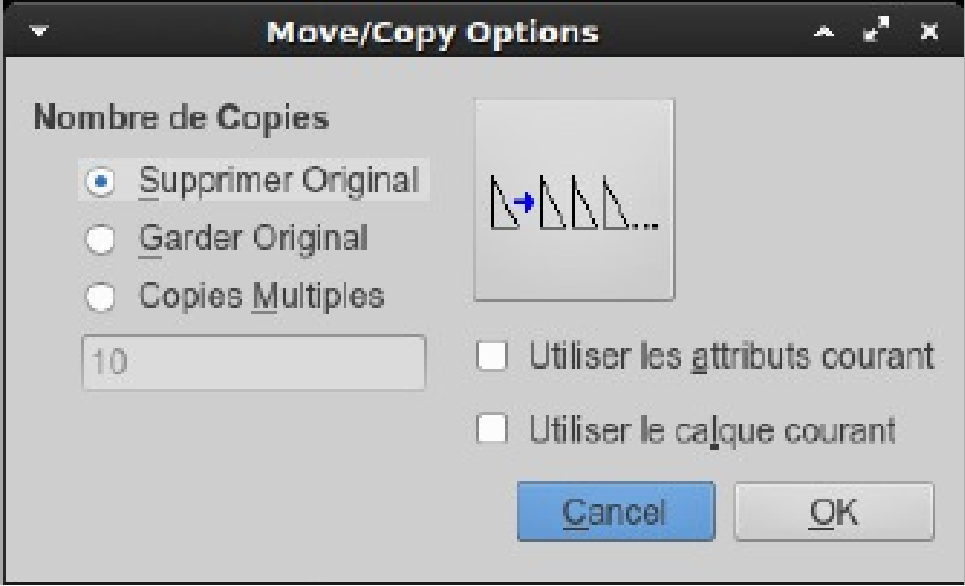 Move/Copy Options
Nombre de Copies
Supprimer Original
Garder Original
Copies Multiples
10
Utiliser les attributs courant
Utiliser le calque courant
Cancel
OK